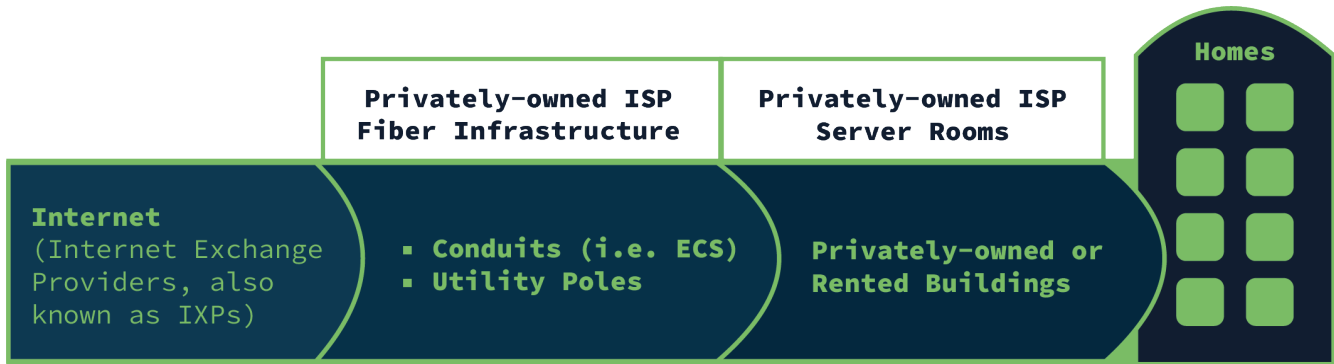 Homes
Privately-owned ISP
Fiber Infrastructure
Privately-owned ISP
Server Rooms
Internet
(Internet Exchange
Providers, also
known as IXPs)
▪ Conduits (i.e. ECS)
▪ Utility Poles
Privately-owned or
Rented Buildings